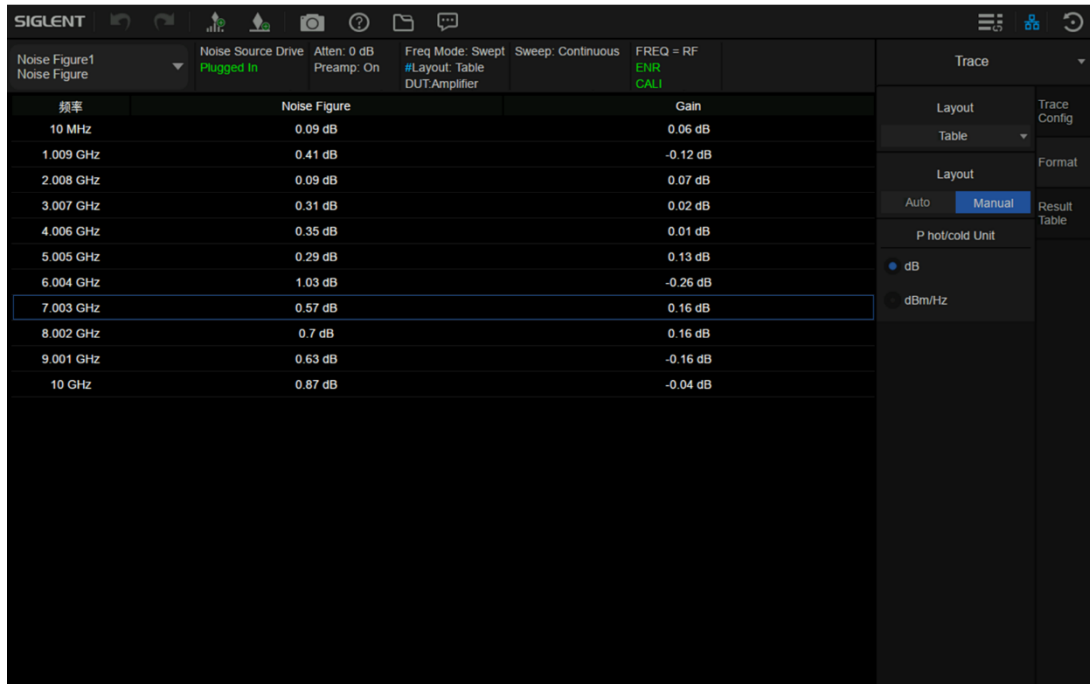 SIGLENT
Noise Figure1
Noise Figure
Noise Source Drive
Plugged In
Atten: 0 dB
Preamp: On
Freq Mode: Swept
#Layout: Table
DUT:Amplifier
Sweep: Continuous
FREQ = RF
ENR
CALI
频率 Noise Figure Gain
10 MHz 0.09 dB 0.06 dB
1.009 GHz 0.41 dB -0.12 dB
2.008 GHz 0.09 dB 0.07 dB
3.007 GHz 0.31 dB 0.02 dB
4.006 GHz 0.35 dB 0.01 dB
5.005 GHz 0.29 dB 0.13 dB
6.004 GHz 1.03 dB -0.26 dB
7.003 GHz 0.57 dB 0.16 dB
8.002 GHz 0.7 dB 0.16 dB
9.001 GHz 0.63 dB -0.16 dB
10 GHz 0.87 dB -0.04 dB
Trace
Layout
Table
Layout
Auto Manual
P hot/cold Unit
dB
dBm/Hz
Trace
Config
Format
Result
Table